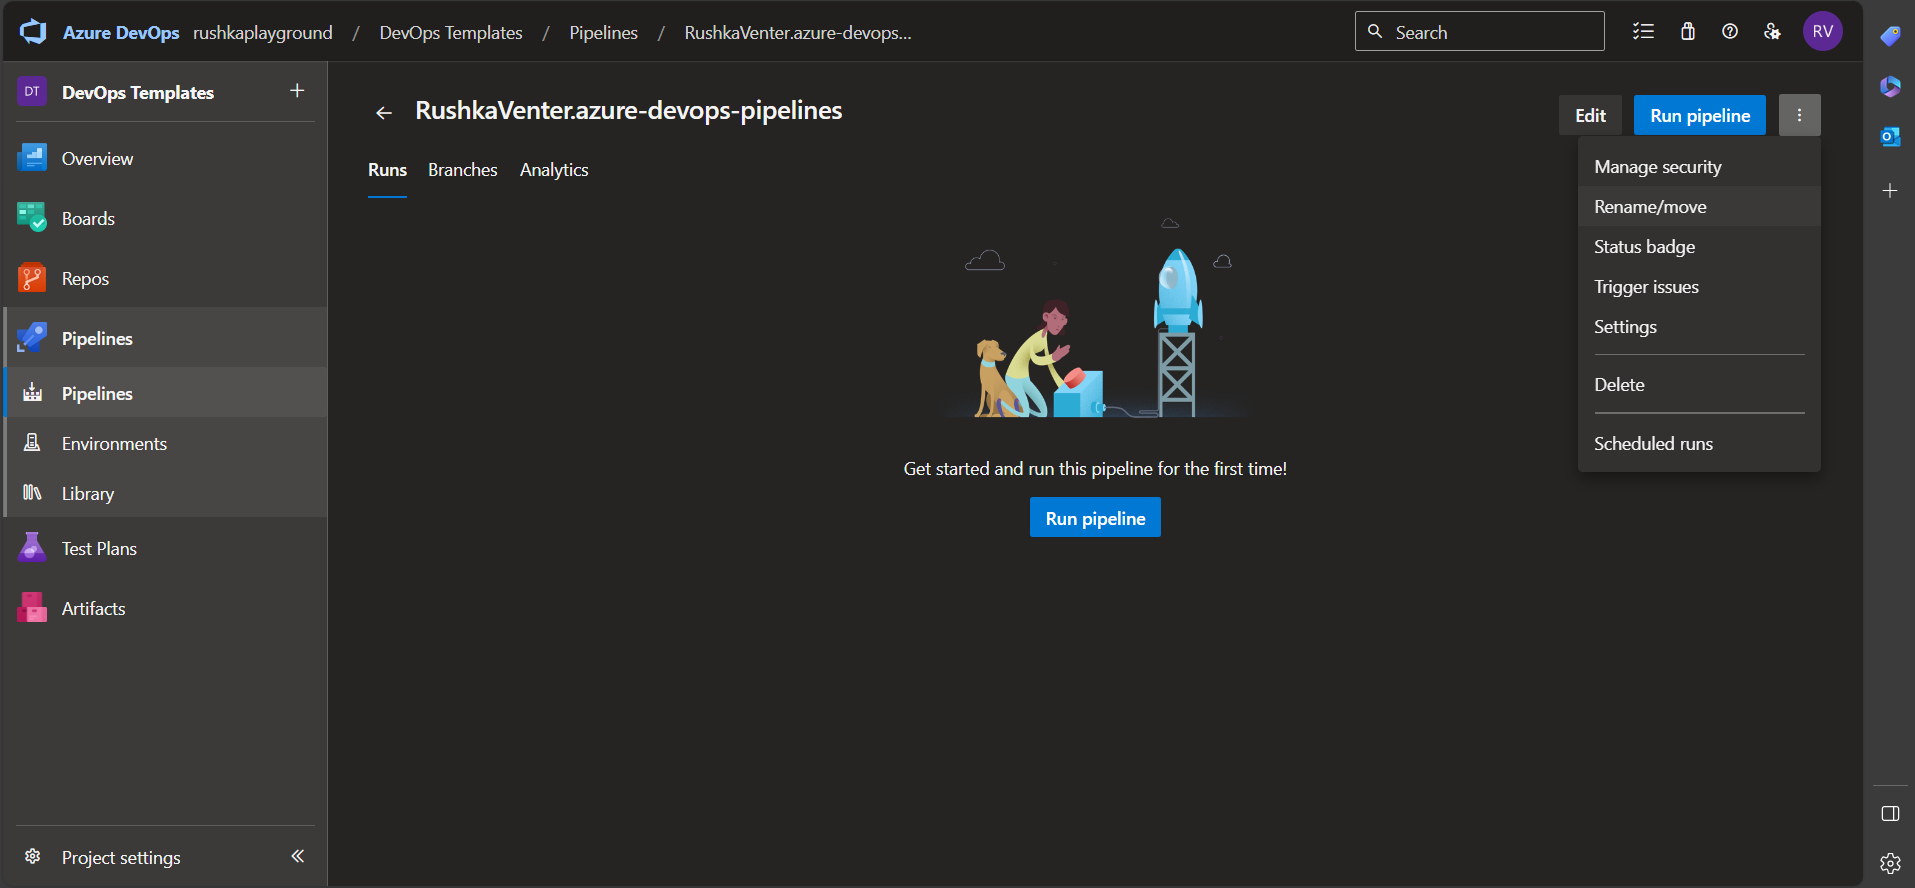 Azure DevOps rushkaplayground / DevOps Templates / Pipelines / RushkaVenter.azure-devops...
Search
RV
DT DevOps Templates
Overview
Boards
Repos
Pipelines
Pipelines
Environments
Library
Test Plans
Artifacts
Project settings
RushkaVenter.azure-devops-pipelines
Edit
Run pipeline
Runs Branches Analytics
Manage security
Rename/move
Status badge
Trigger issues
Settings
Delete
Scheduled runs
Get started and run this pipeline for the first time!
Run pipeline